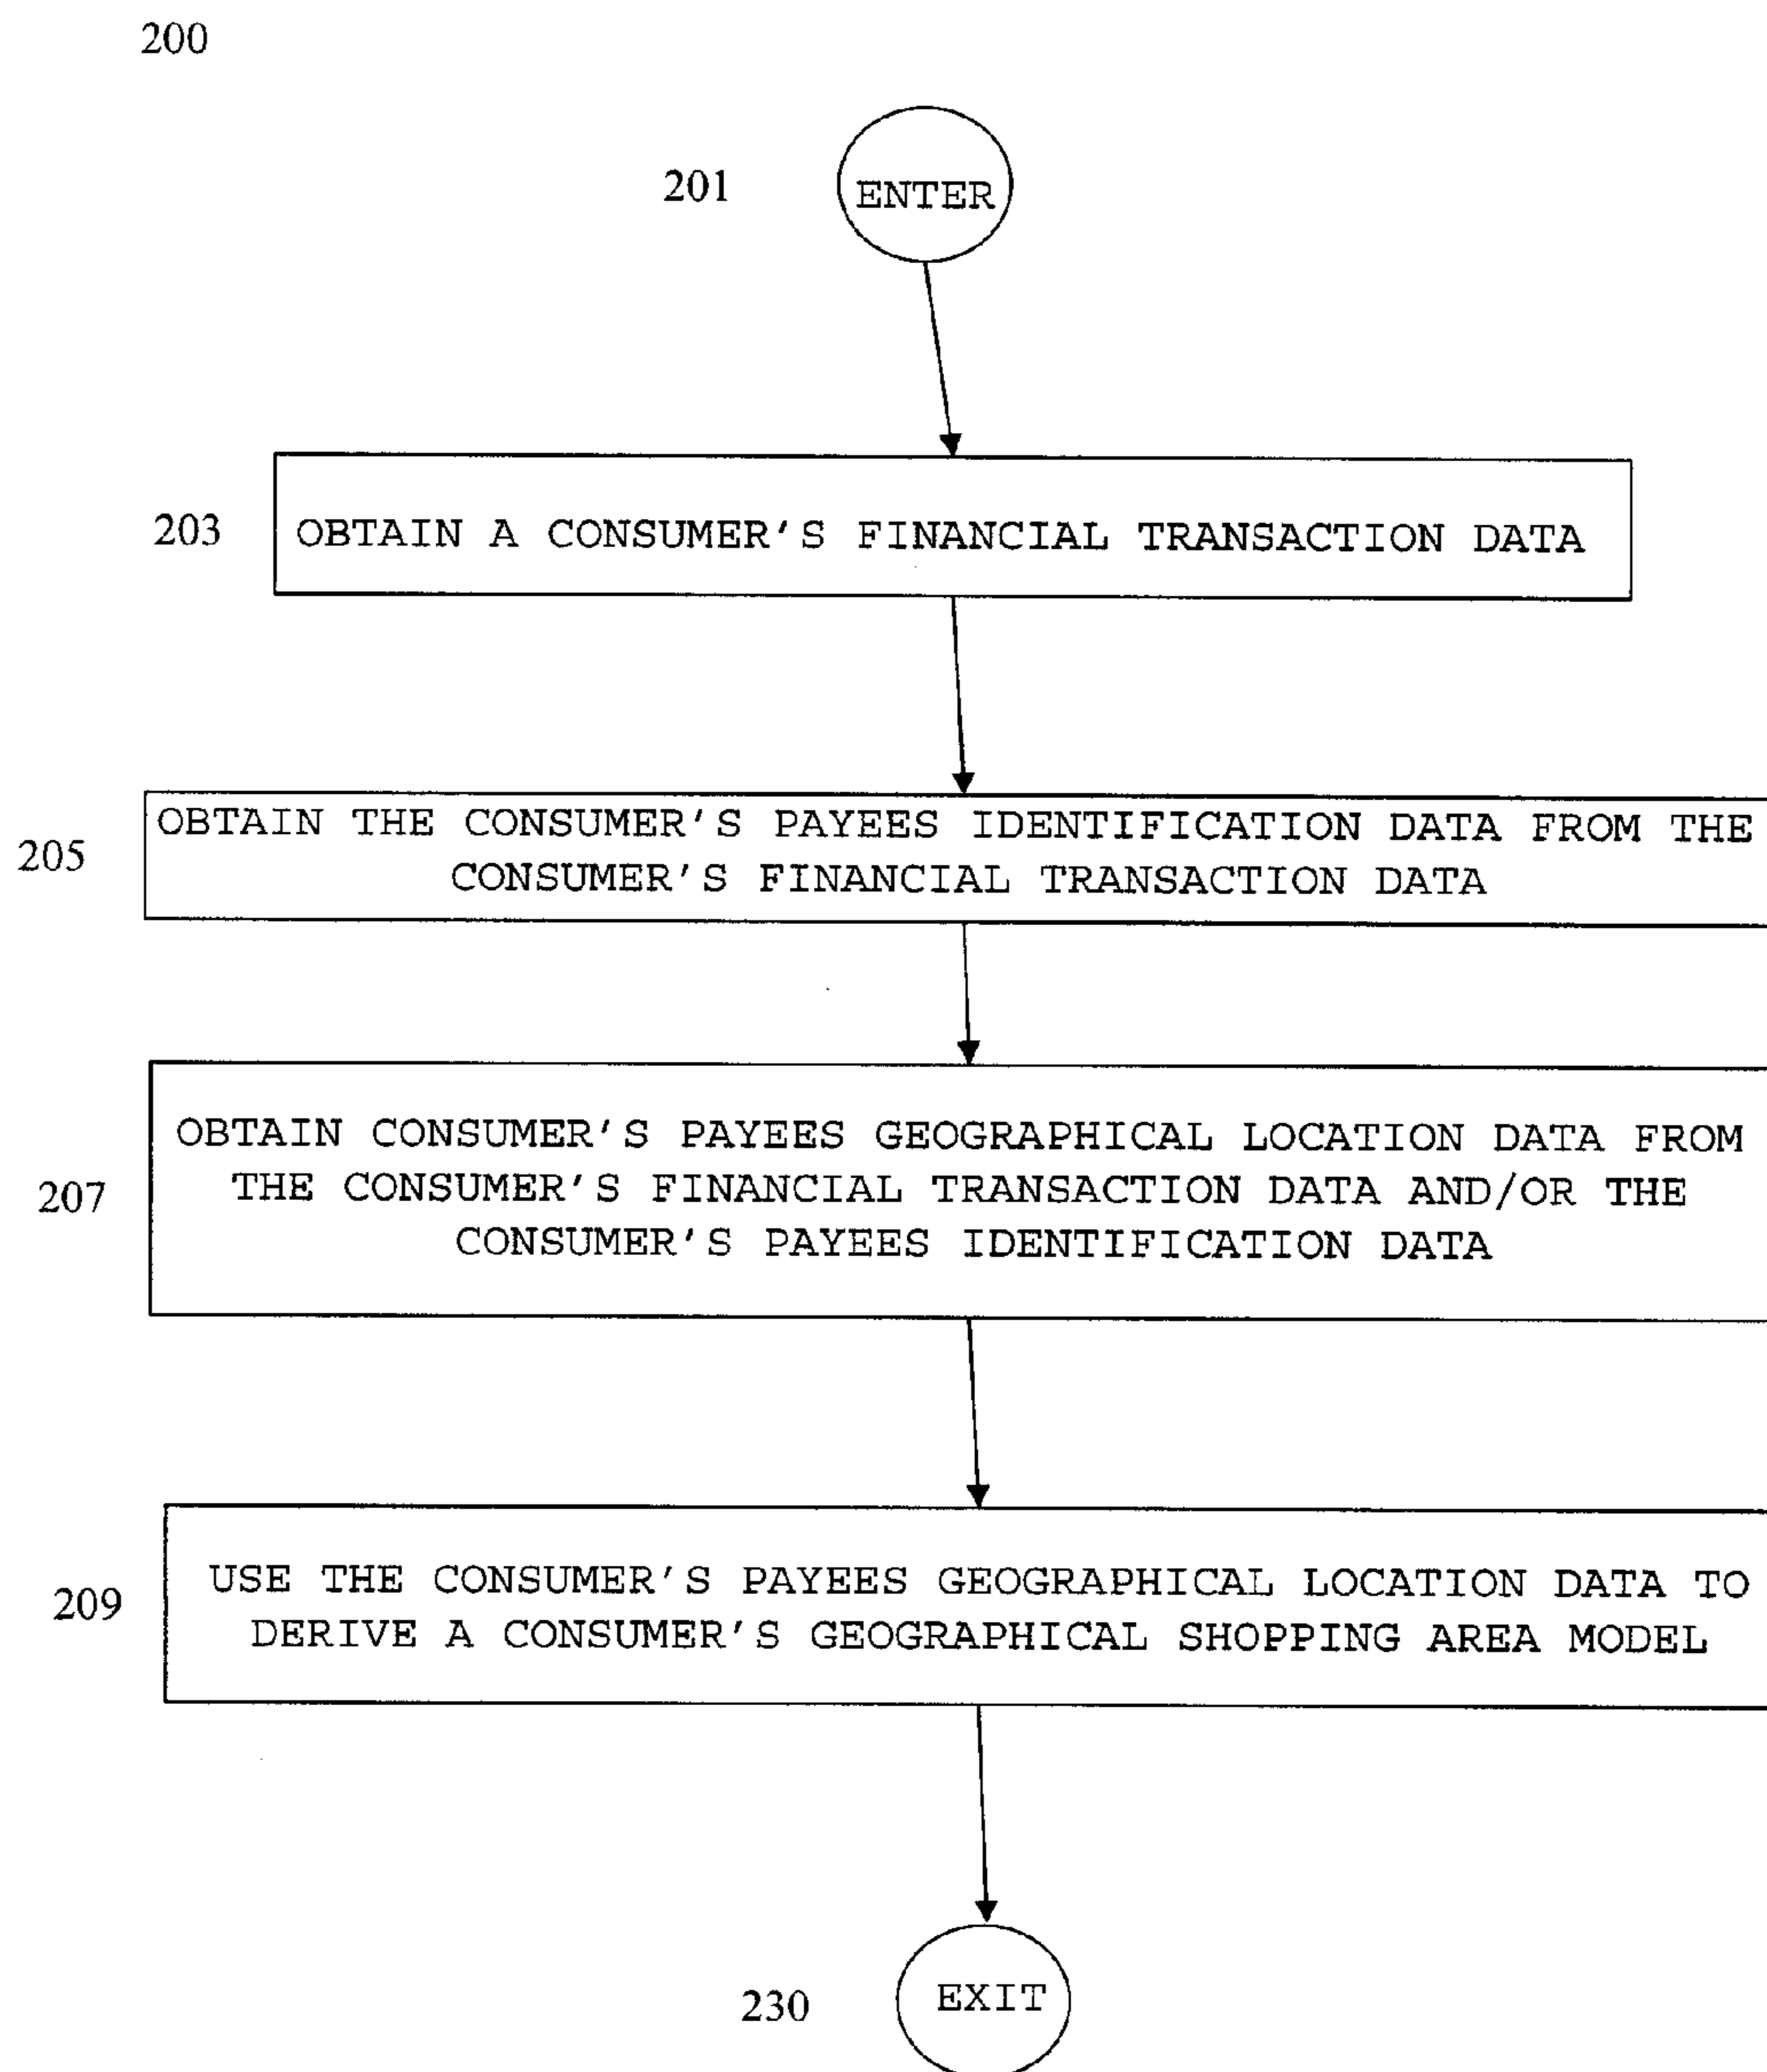 200
201
ENTER
203
OBTAIN A CONSUMER'S FINANCIAL TRANSACTION DATA
205
OBTAIN THE CONSUMER'S PAYEES IDENTIFICATION DATA FROM THE
CONSUMER'S FINANCIAL TRANSACTION DATA
207
OBTAIN CONSUMER'S PAYEES GEOGRAPHICAL LOCATION DATA FROM
THE CONSUMER'S FINANCIAL TRANSACTION DATA AND/OR THE
CONSUMER'S PAYEES IDENTIFICATION DATA
209
USE THE CONSUMER'S PAYEES GEOGRAPHICAL LOCATION DATA TO
DERIVE A CONSUMER'S GEOGRAPHICAL SHOPPING AREA MODEL
230
EXIT